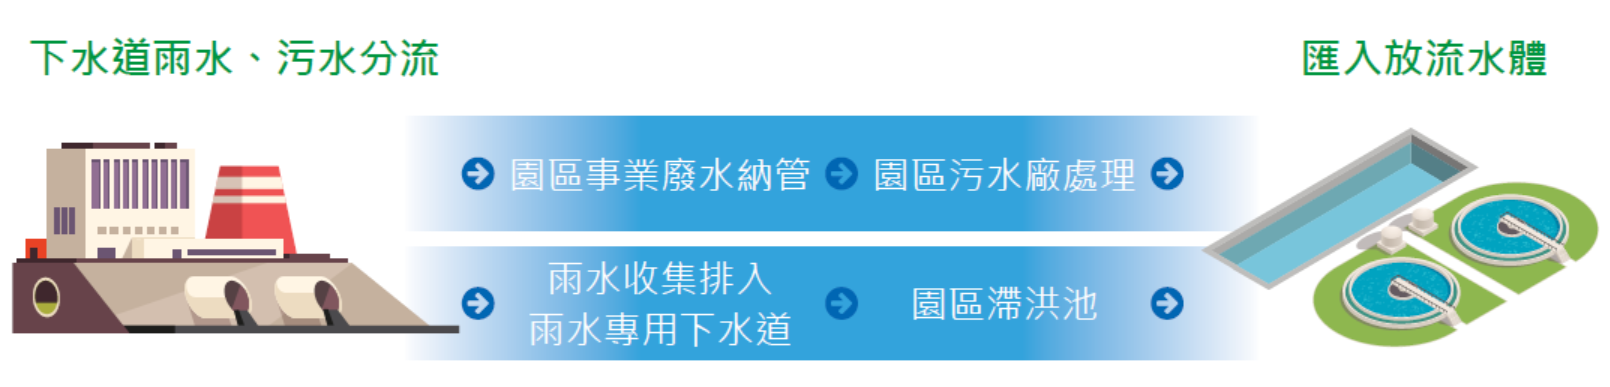 下水道雨水、污水分流
匯入放流水體
園區事業廢水納管
園區污水廠處理
雨水收集排入
雨水專用下水道
園區滯洪池